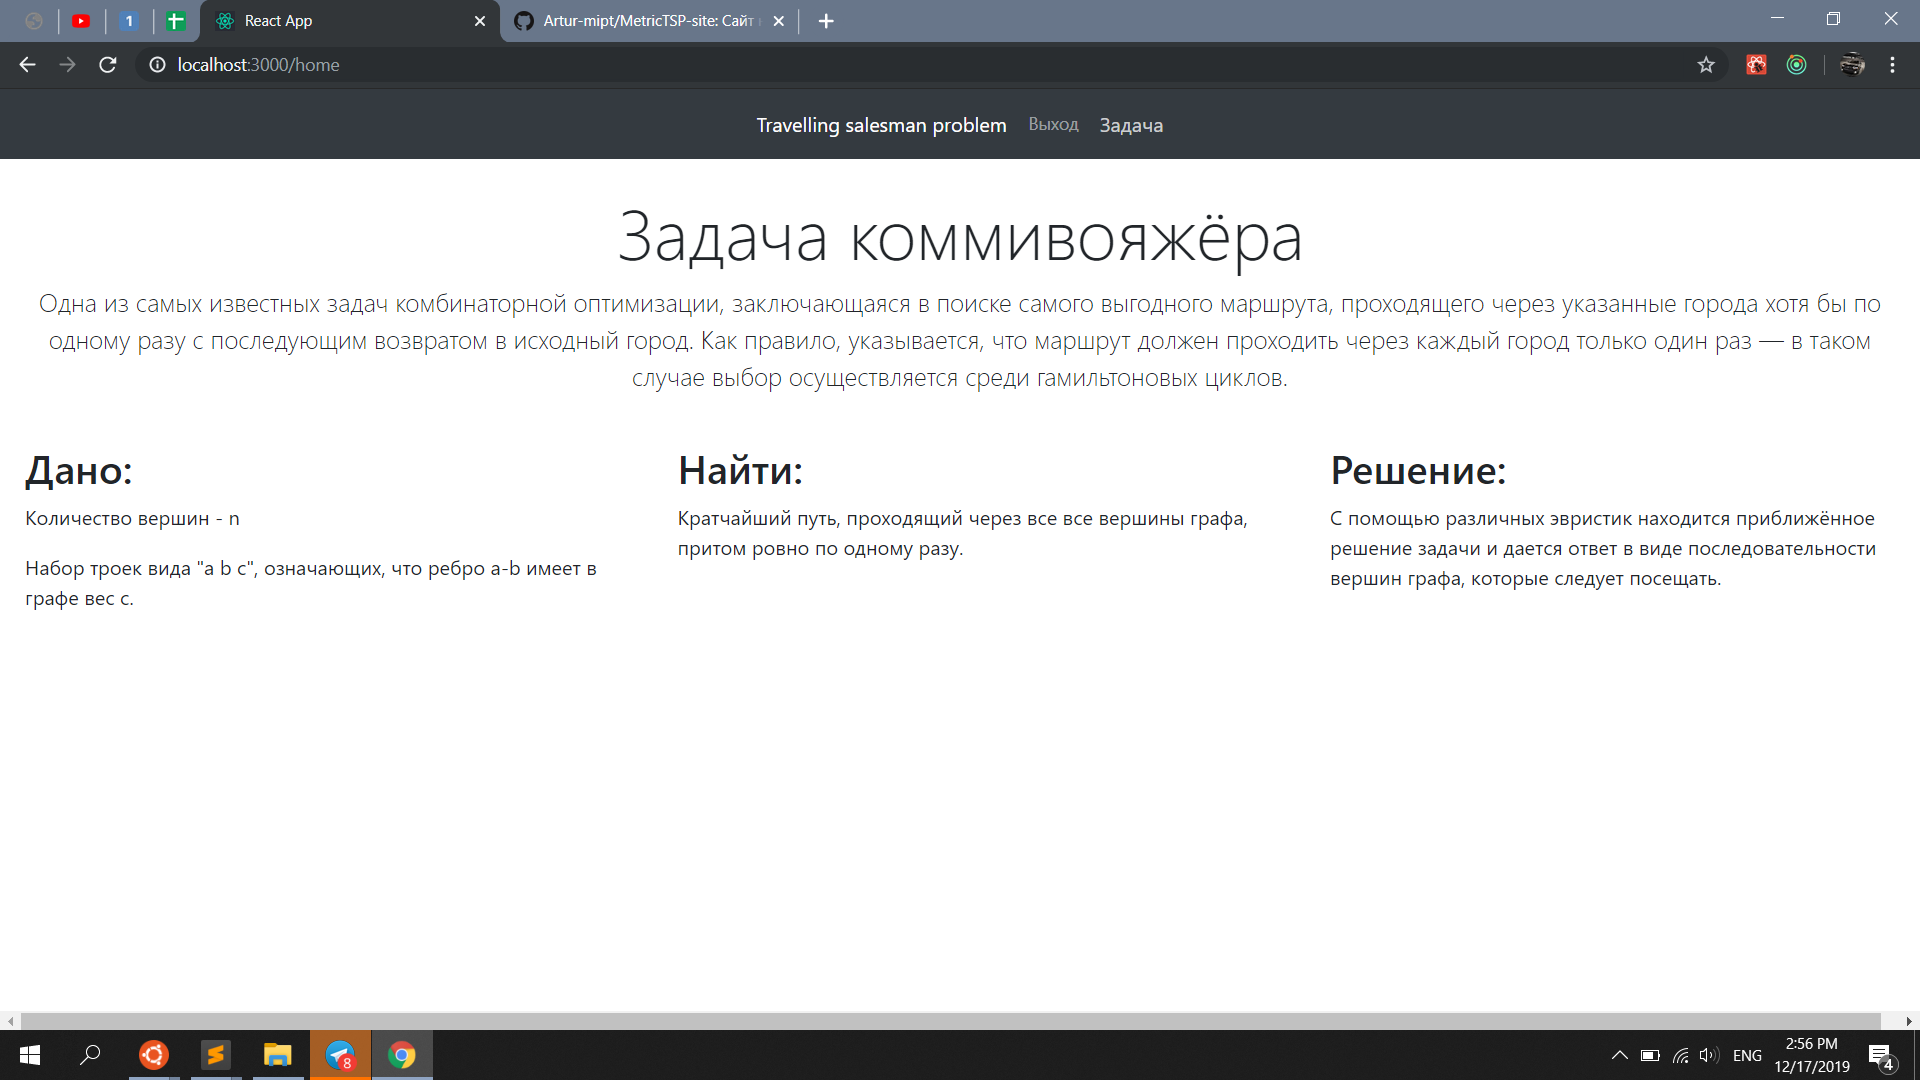 1
React App
Artur-mipt/MetricTSP-site: Сайт
localhost:3000/home
Travelling salesman problem Выход Задача
Задача коммивояжёра
Одна из самых известных задач комбинаторной оптимизации, заключающаяся в поиске самого выгодного маршрута, проходящего через указанные города хотя бы по
одному разу с последующим возвратом в исходный город. Как правило, указывается, что маршрут должен проходить через каждый город только один раз — в таком
случае выбор осуществляется среди гамильтоновых циклов.
Дано:
Количество вершин - n
Набор троек вида "a b c", означающих, что ребро a-b имеет в
графе вес c.
Найти:
Кратчайший путь, проходящий через все все вершины графа,
притом ровно по одному разу.
Решение:
С помощью различных эвристик находится приближённое
решение задачи и дается ответ в виде последовательности
вершин графа, которые следует посещать.
8
ENG
2:56 PM
12/17/2019
4